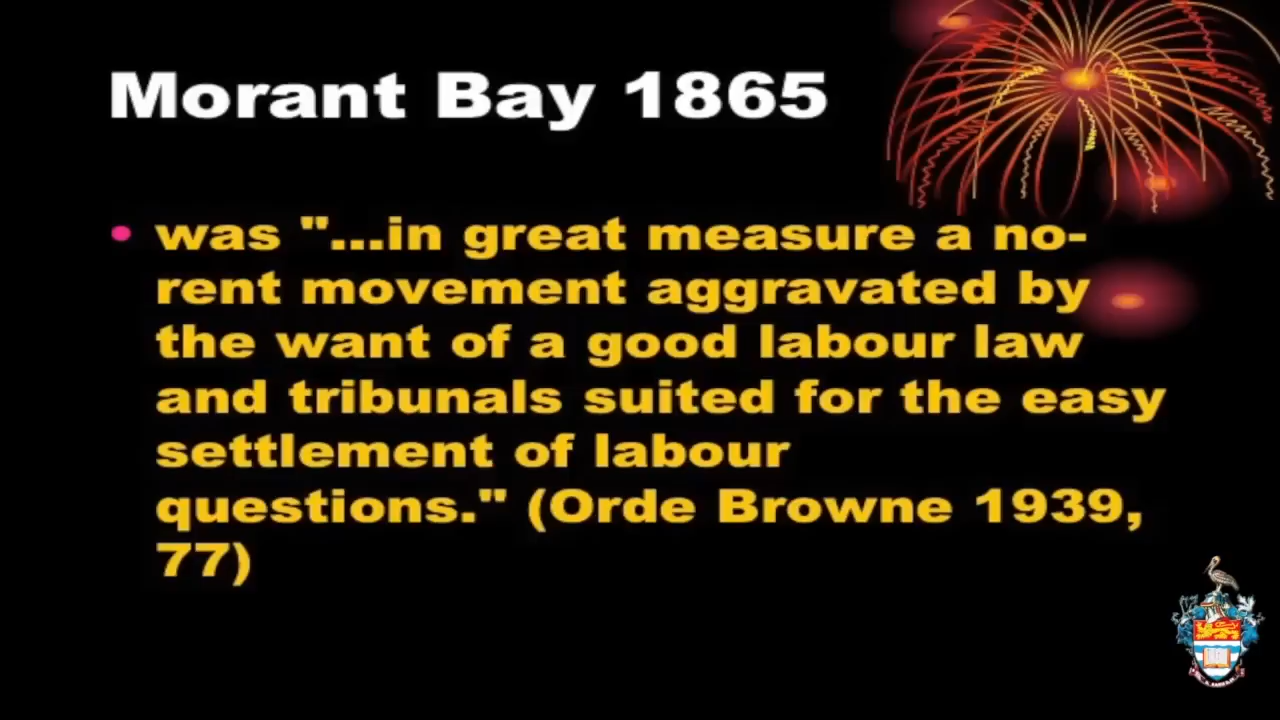 Morant Bay 1865
• was "...in great measure a no-
rent movement aggravated by
the want of a good labour law
and tribunals suited for the easy
settlement of labour
questions." (Orde Browne 1939,
77)